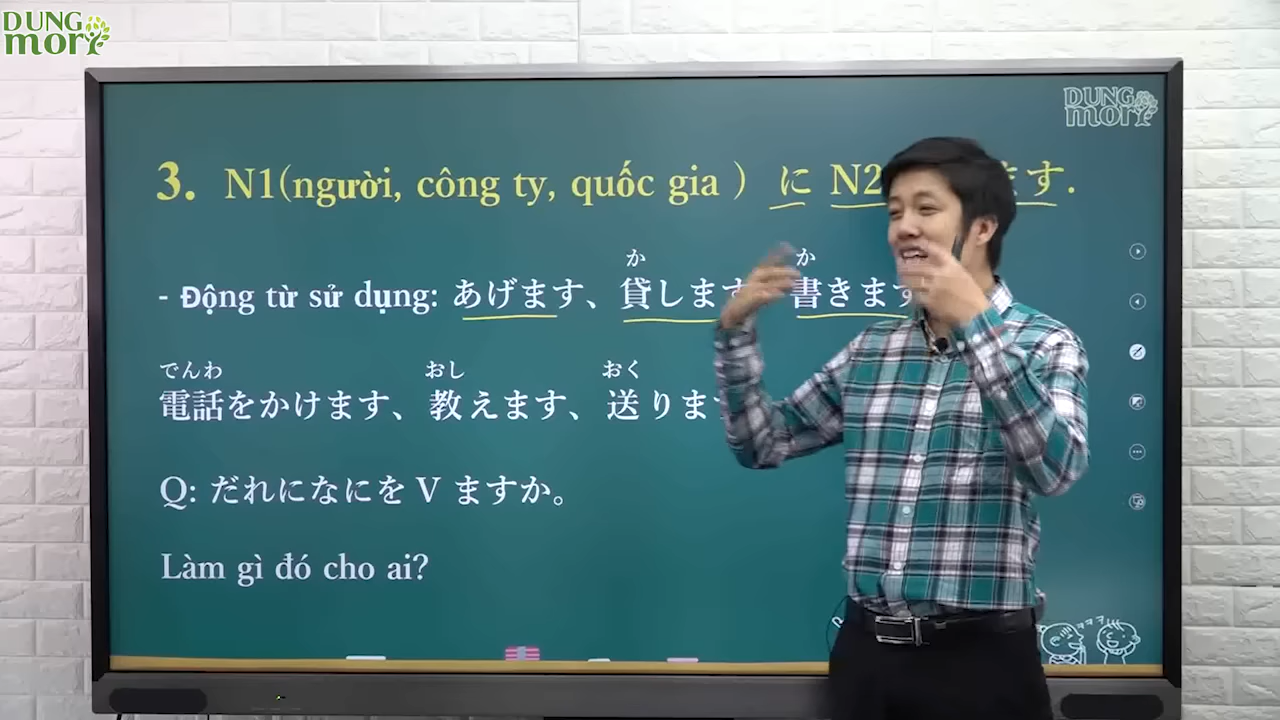 DUNG
mori
DUNG
mori
3. N1(người, công ty, quốc gia ) に N2 ます.
か か
- Động từ sử dụng: あげます、貸します 書きます
でんわ おし おく
電話をかけます、教えます、送りま
Q: だれになにを V ますか。
Làm gì đó cho ai?